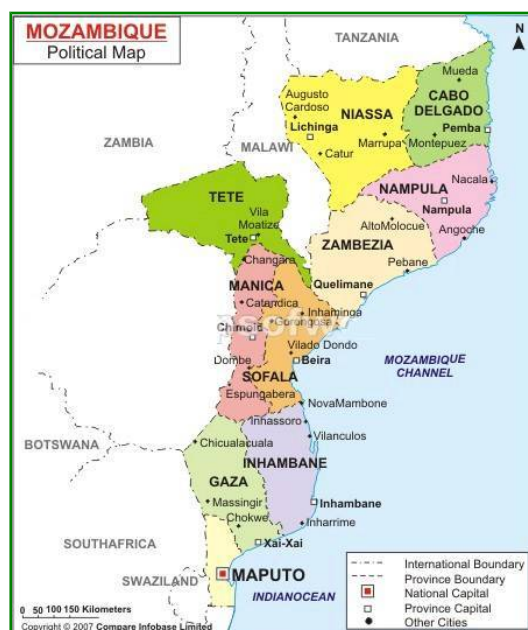 MOZAMBIQUE
Political Map
TANZANIA
N
Mueda
CABO
DELGADO
Augusto
Cardoso
NIASSA
Lichinga
Pemba
Marrupa
Montepuez
ZAMBIA
MALAWI
Catur
Nacala
NAMPULA
TETE
Nampula
Vila
Moatize
AltoMolocue
Tete
ZAMBEZIA
Angoche
Changara
Pebane
MANICA
Quelimane
Catandica
Inhaminoa
Gorongosa
Chimoio
Vilado Dondo
Dombe
Beira
MOZAMBIQUE
CHANNEL
SOFALA
Espungabera
NovaMambone
Inhassoro
BOTSWANA
Chicualacuala
Vilanculos
INHAMBANE
GAZA
Massingir
Inhambane
Chokwe
Inharrime
SOUTHAFRICA
Xai-Xai
SWAZILAND
MAPUTO
INDIANOCEAN
International Boundary
Province Boundary
National Capital
Province Capital
Other Cities
0 50 100 150 Kilometers
Copyright © 2007 Compare Infobase Limited